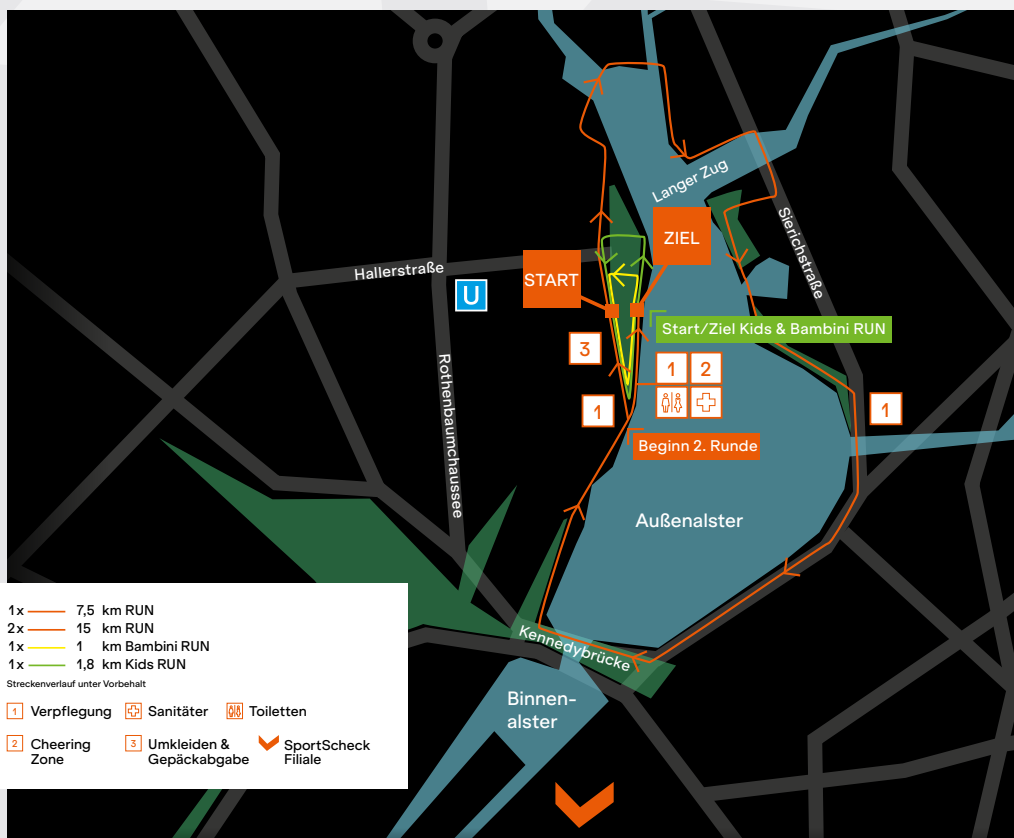 Langer Zug
ZIEL
Sierichstraße
Hallerstraße
START
U
Start/Ziel Kids & Bambini RUN
3
1
2
1
1
Rothenbaumchaussee
Beginn 2. Runde
Außenalster
Kennedybrücke
Binnen-
alster
1x 7,5 km RUN
2x 15 km RUN
1x 1 km Bambini RUN
1x 1,8 km Kids RUN
Streckenverlauf unter Vorbehalt
1 Verpflegung
Sanitäter
Toiletten
2 Cheering
Zone
3 Umkleiden &
Gepäckabgabe
SportScheck
Filiale